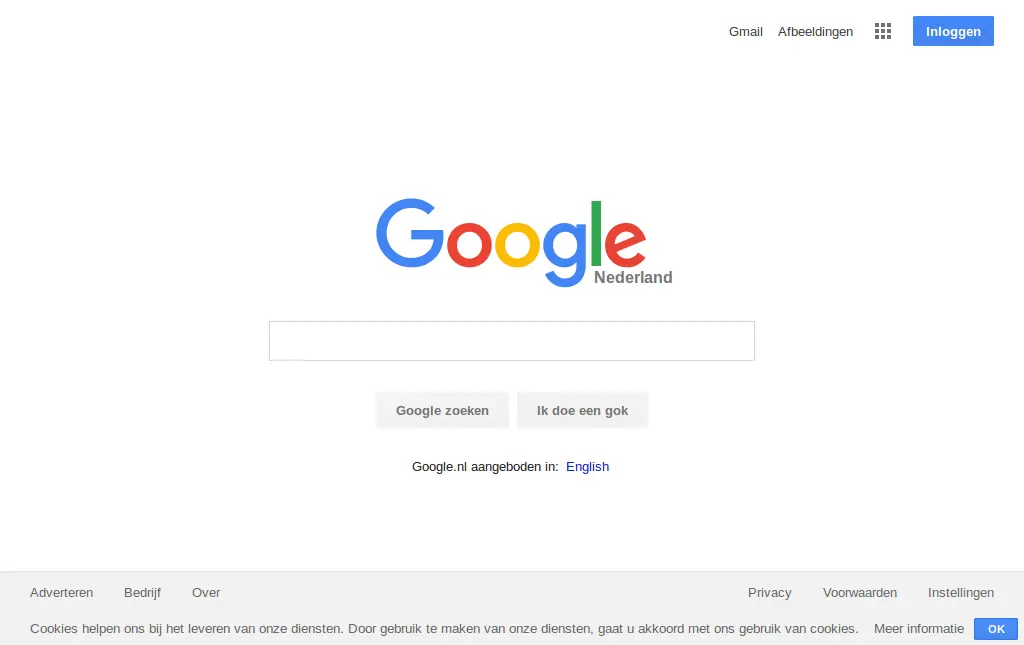 Gmail Afbeeldingen Inloggen
Google
Nederland
Google zoeken Ik doe een gok
Google.nl aangeboden in: English
Adverteren Bedrijf Over Privacy Voorwaarden Instellingen
Cookies helpen ons bij het leveren van onze diensten. Door gebruik te maken van onze diensten, gaat u akkoord met ons gebruik van cookies. Meer informatie OK